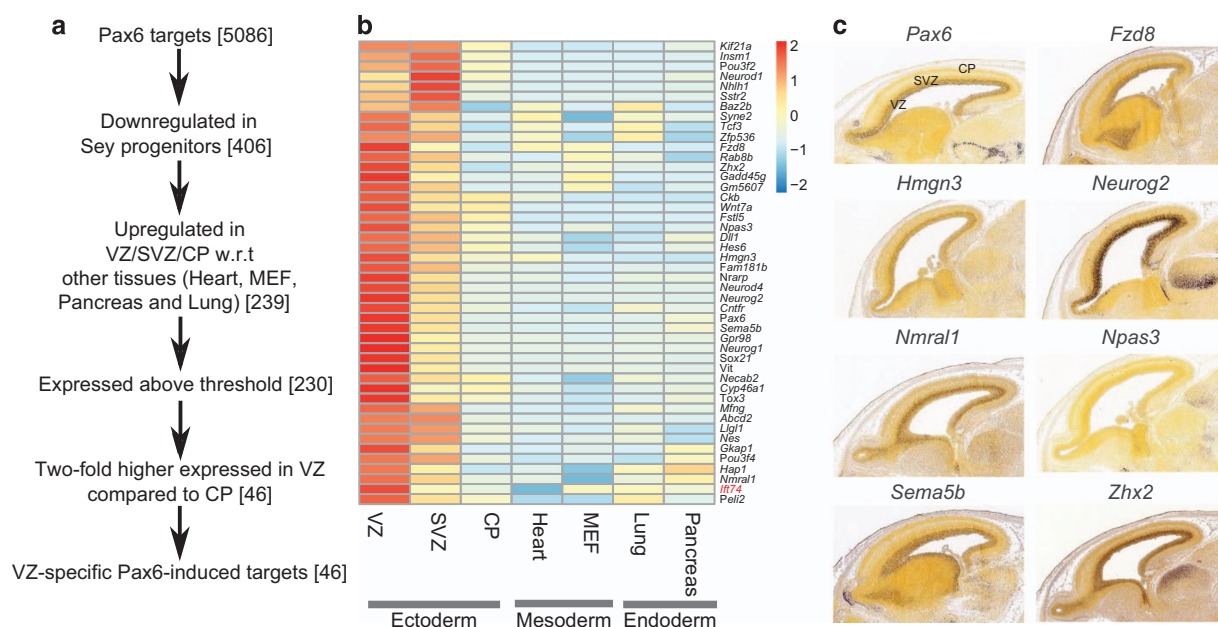 a
Pax6 targets [5086]
Downregulated in
Sey progenitors [406]
Upregulated in
VZ/SVZ/CP w.r.t
other tissues (Heart, MEF,
Pancreas and Lung) [239]
Expressed above threshold [230]
Two-fold higher expressed in VZ
compared to CP [46]
VZ-specific Pax6-induced targets [46]
b
Kif21a
Insm1
Pou3f2
Neurod1
Nhlh1
Sstr2
Baz2b
Syne2
Tcf3
Zfp536
Fzd8
Rab8b
Zhx2
Gadd45g
Gm5607
Ckb
Wnt7a
Fstl5
Npas3
Dll1
Hes6
Hmgn3
Fam181b
Nrarp
Neurod4
Neurog2
Cntfr
Pax6
Sema5b
Gpr98
Neurog1
Sox21
Vit
Necab2
Cyp46a1
Tox3
Mfng
Abcd2
Llgl1
Nes
Gkap1
Pou3f4
Hap1
Nmral1
Ift74
Peli2
2
1
0
−1
−2
VZ
SVZ
CP
Heart
MEF
Lung
Pancreas
Ectoderm
Mesoderm
Endoderm
c
Pax6
Fzd8
CP
SVZ
VZ
Hmgn3
Neurog2
Nmral1
Npas3
Sema5b
Zhx2